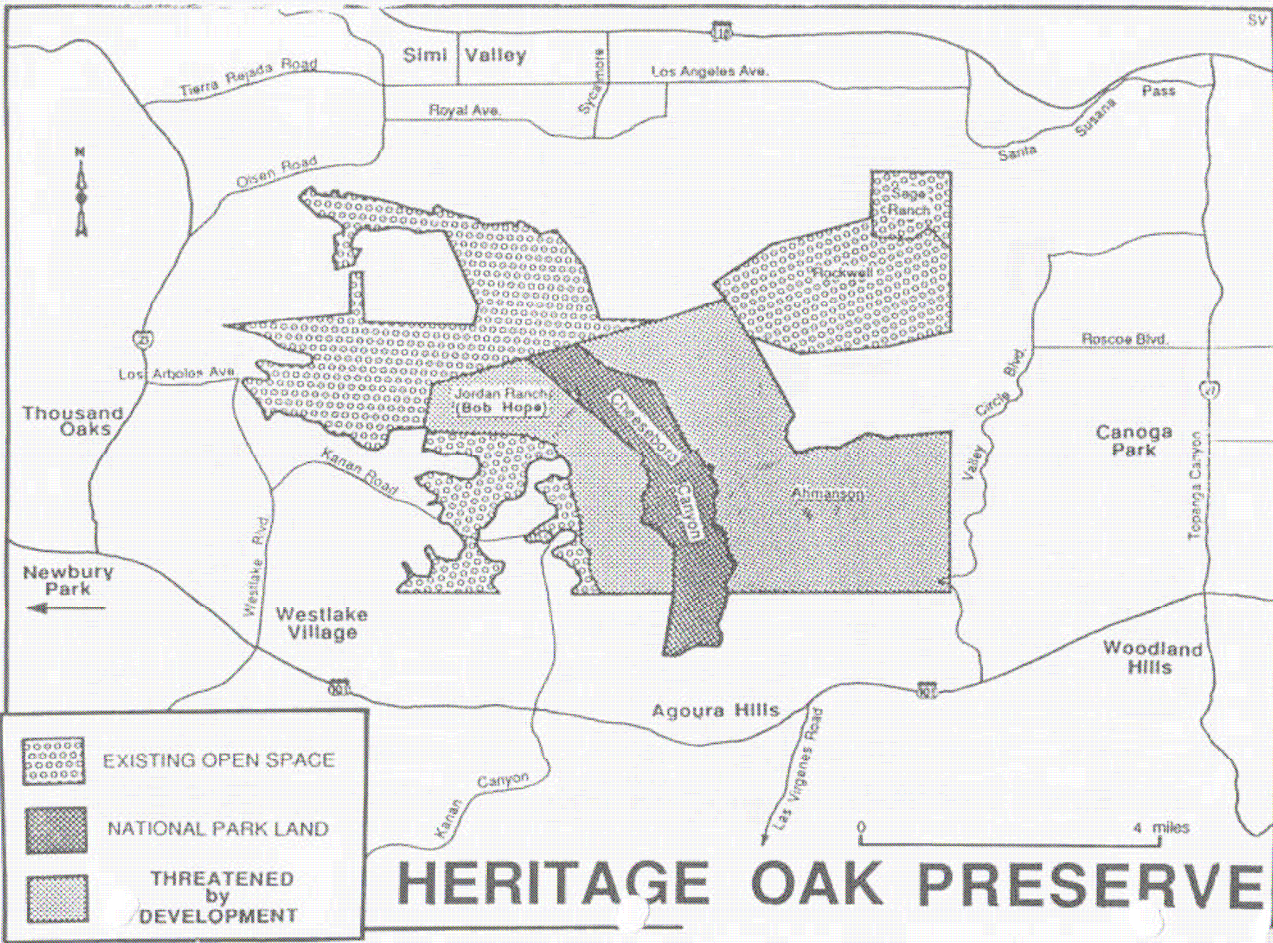 SV
118
Simi Valley
Tierra Rejada Road
Los Angeles Ave.
Sycamore
Royal Ave.
Santa Susana Pass
N
Olsen Road
Sage
Ranch
Rockwell
23
Roscoe Blvd.
Los Arbolos Ave
Jordan Ranch
(Bob Hope)
Thousand
Oaks
Cheeseboro
Canyon
Valley Circle Blvd.
27
Canoga
Park
Topanga Canyon
Kanan Road
Ahmanson
Westlake Blvd
Newbury
Park
Westlake
Village
Woodland
Hills
101
101
Agoura Hills
Las Virgenes Road
Kanan Canyon
EXISTING OPEN SPACE
NATIONAL PARK LAND
THREATENED
by
DEVELOPMENT
0 4 miles
HERITAGE OAK PRESERVE